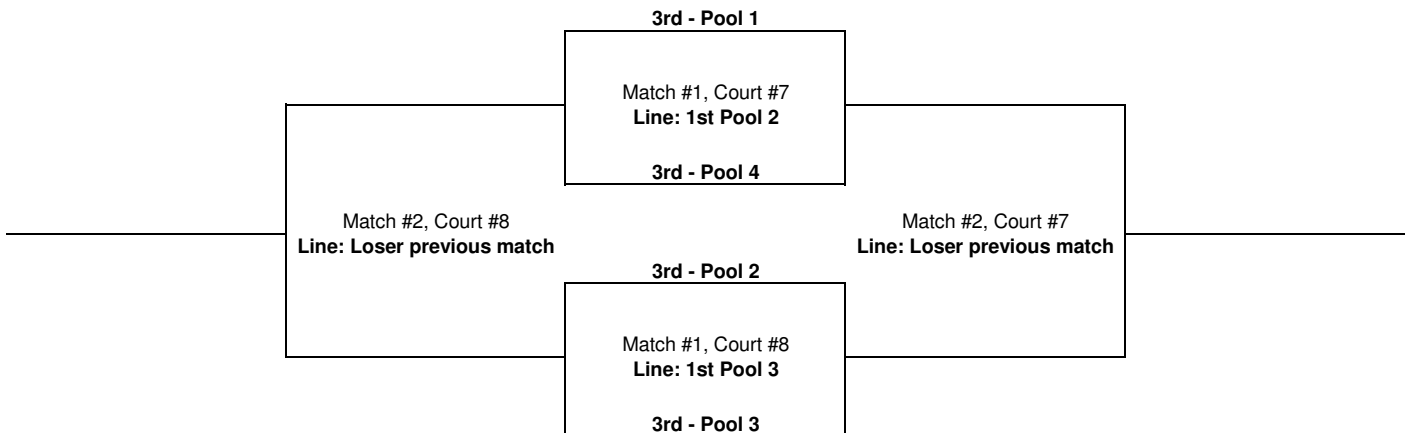 3rd - Pool 1
Match #1, Court #7
Line: 1st Pool 2
3rd - Pool 4
Match #2, Court #8
Line: Loser previous match
Match #2, Court #7
Line: Loser previous match
3rd - Pool 2
Match #1, Court #8
Line: 1st Pool 3
3rd - Pool 3